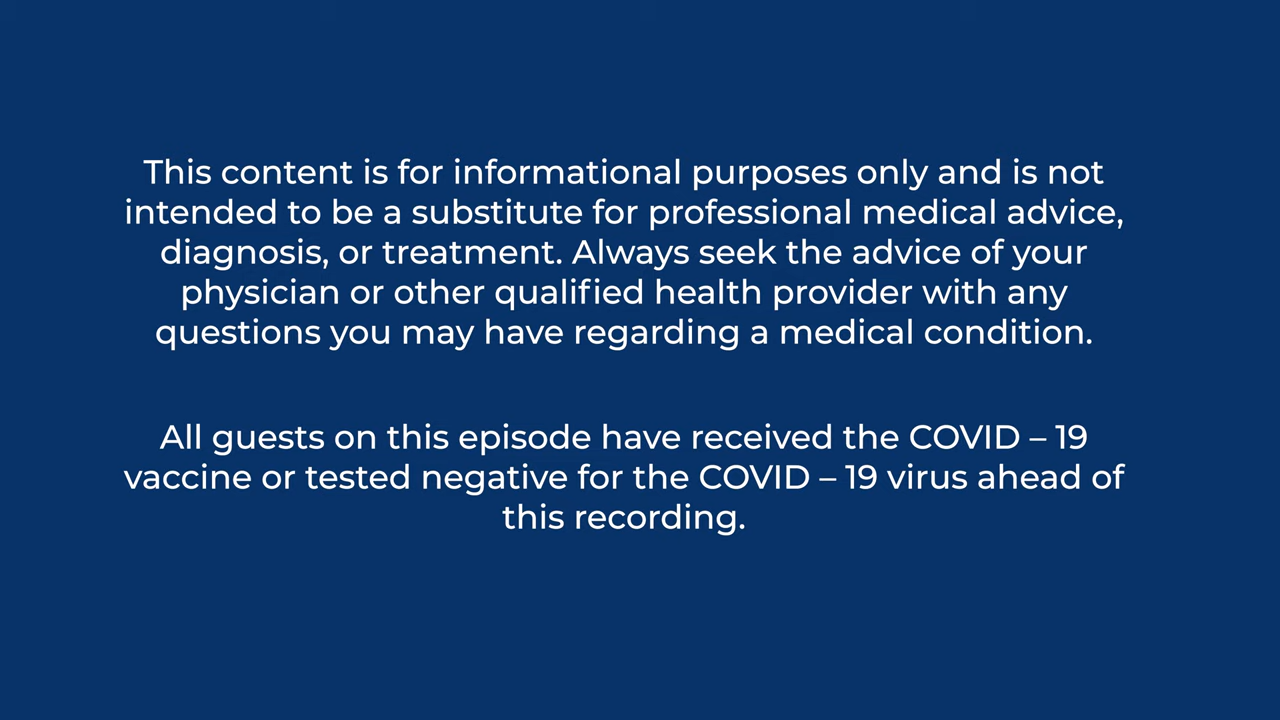 This content is for informational purposes only and is not
intended to be a substitute for professional medical advice,
diagnosis, or treatment. Always seek the advice of your
physician or other qualified health provider with any
questions you may have regarding a medical condition.
All guests on this episode have received the COVID – 19
vaccine or tested negative for the COVID – 19 virus ahead of
this recording.